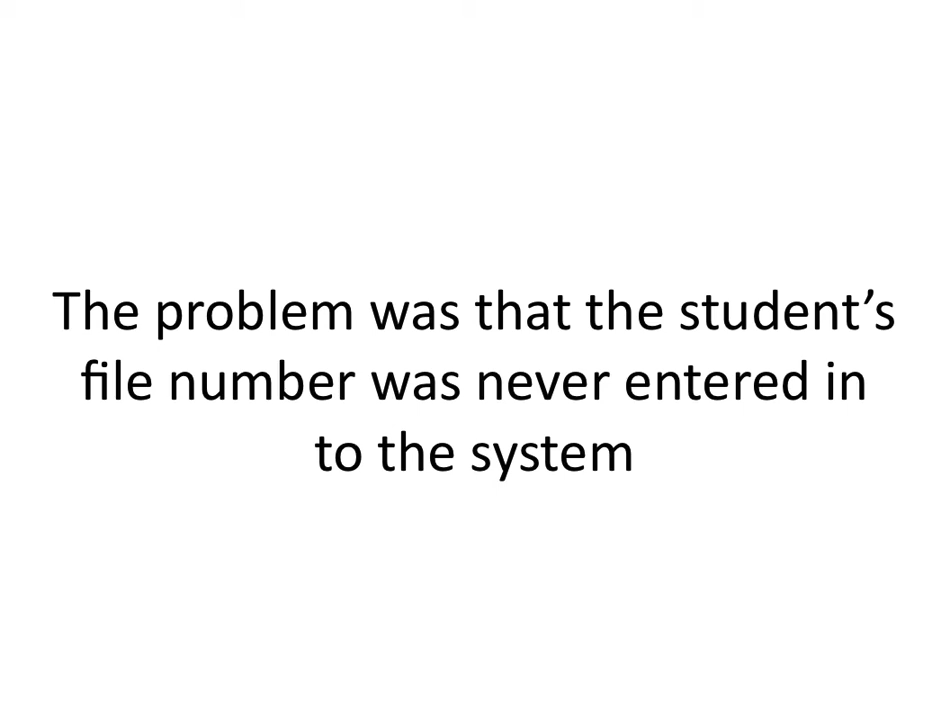 The problem was that the student’s
file number was never entered in
to the system